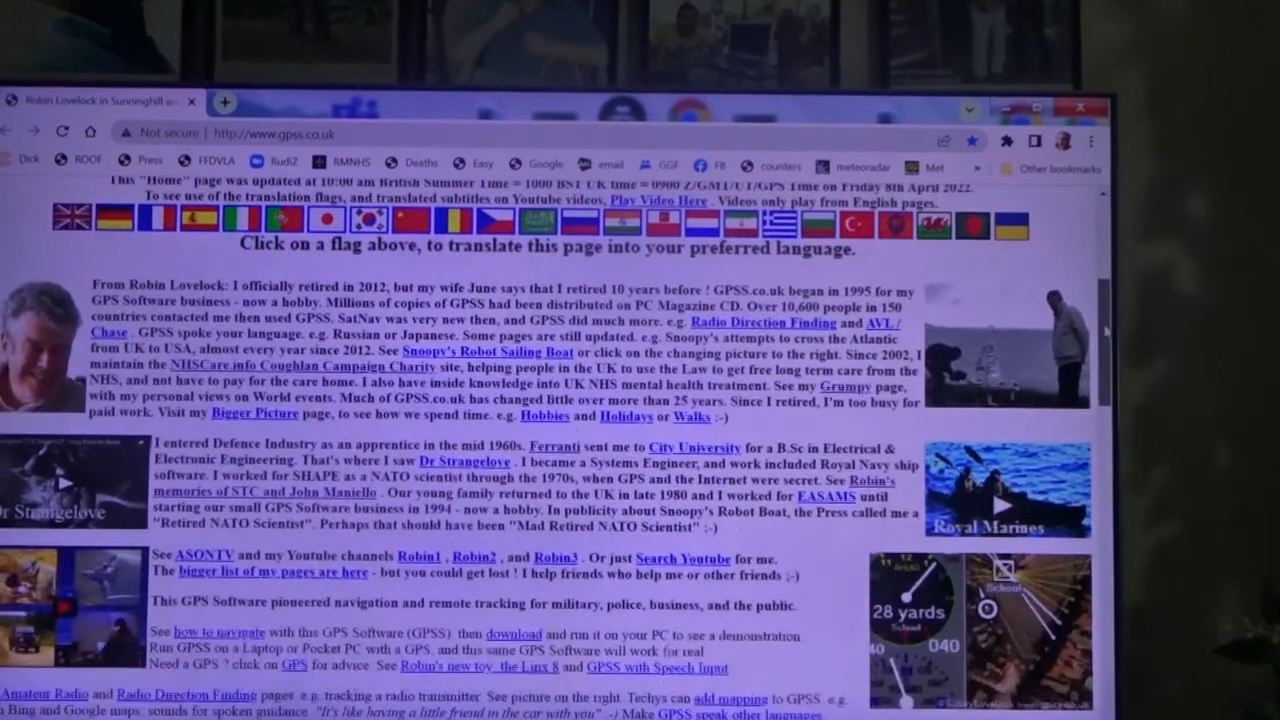 Robin Lovelock in Sunninghill an
Not secure | http://www.gpss.co.uk
Dick ROOF Press FFDVLA RudiZ RMNHS Deaths Easy Google email GGF FB counters meteoradar Met » Other bookmarks
This "Home" page was updated at 10:00 am British Summer Time = 1000 BST UK time = 0900 Z/GMT/UT/GPS Time on Friday 8th April 2022.
To see use of the translation flags, and translated subtitles on Youtube videos, Play Video Here . Videos only play from English pages.
Click on a flag above, to translate this page into your preferred language.
From Robin Lovelock: I officially retired in 2012, but my wife June says that I retired 10 years before ! GPSS.co.uk began in 1995 for my
GPS Software business - now a hobby. Millions of copies of GPSS had been distributed on PC Magazine CD. Over 10,600 people in 150
countries contacted me then used GPSS. SatNav was very new then, and GPSS did much more. e.g. Radio Direction Finding and AVL /
Chase . GPSS spoke your language. e.g. Russian or Japanese. Some pages are still updated. e.g. Snoopy's attempts to cross the Atlantic
from UK to USA, almost every year since 2012. See Snoopy's Robot Sailing Boat or click on the changing picture to the right. Since 2002, I
maintain the NHSCare.info Coughlan Campaign Charity site, helping people in the UK to use the Law to get free long term care from the
NHS, and not have to pay for the care home. I also have inside knowledge into UK NHS mental health treatment. See my Grumpy page,
with my personal views on World events. Much of GPSS.co.uk has changed little over more than 25 years. Since I retired, I'm too busy for
paid work. Visit my Bigger Picture page, to see how we spend time. e.g. Hobbies and Holidays or Walks :-)
I entered Defence Industry as an apprentice in the mid 1960s. Ferranti sent me to City University for a B.Sc in Electrical &
Electronic Engineering. That's where I saw Dr Strangelove . I became a Systems Engineer, and work included Royal Navy ship
software. I worked for SHAPE as a NATO scientist through the 1970s, when GPS and the Internet were secret. See Robin's
memories of STC and John Maniello . Our young family returned to the UK in late 1980 and I worked for EASAMS until
starting our small GPS Software business in 1994 - now a hobby. In publicity about Snoopy's Robot Boat, the Press called me a
"Retired NATO Scientist". Perhaps that should have been "Mad Retired NATO Scientist" :-)
r Strangelove
Royal Marines
See ASONTV and my Youtube channels Robin1 , Robin2 , and Robin3 . Or just Search Youtube for me.
The bigger list of my pages are here - but you could get lost ! I help friends who help me or other friends ;-)
This GPS Software pioneered navigation and remote tracking for military, police, business, and the public.
See how to navigate with this GPS Software (GPSS) then download and run it on your PC to see a demonstration
Run GPSS on a Laptop or Pocket PC with a GPS, and this same GPS Software will work for real
Need a GPS ? click on GPS for advice. See Robin's new toy, the Linx 8 and GPSS with Speech Input
28 yards
School
040
40
School
Amateur Radio and Radio Direction Finding pages e.g. tracking a radio transmitter. See picture on the right. Techys can add mapping to GPSS. e.g.
Bing and Google maps, sounds for spoken guidance. "It's like having a little friend in the car with you" :-) Make GPSS speak other languages